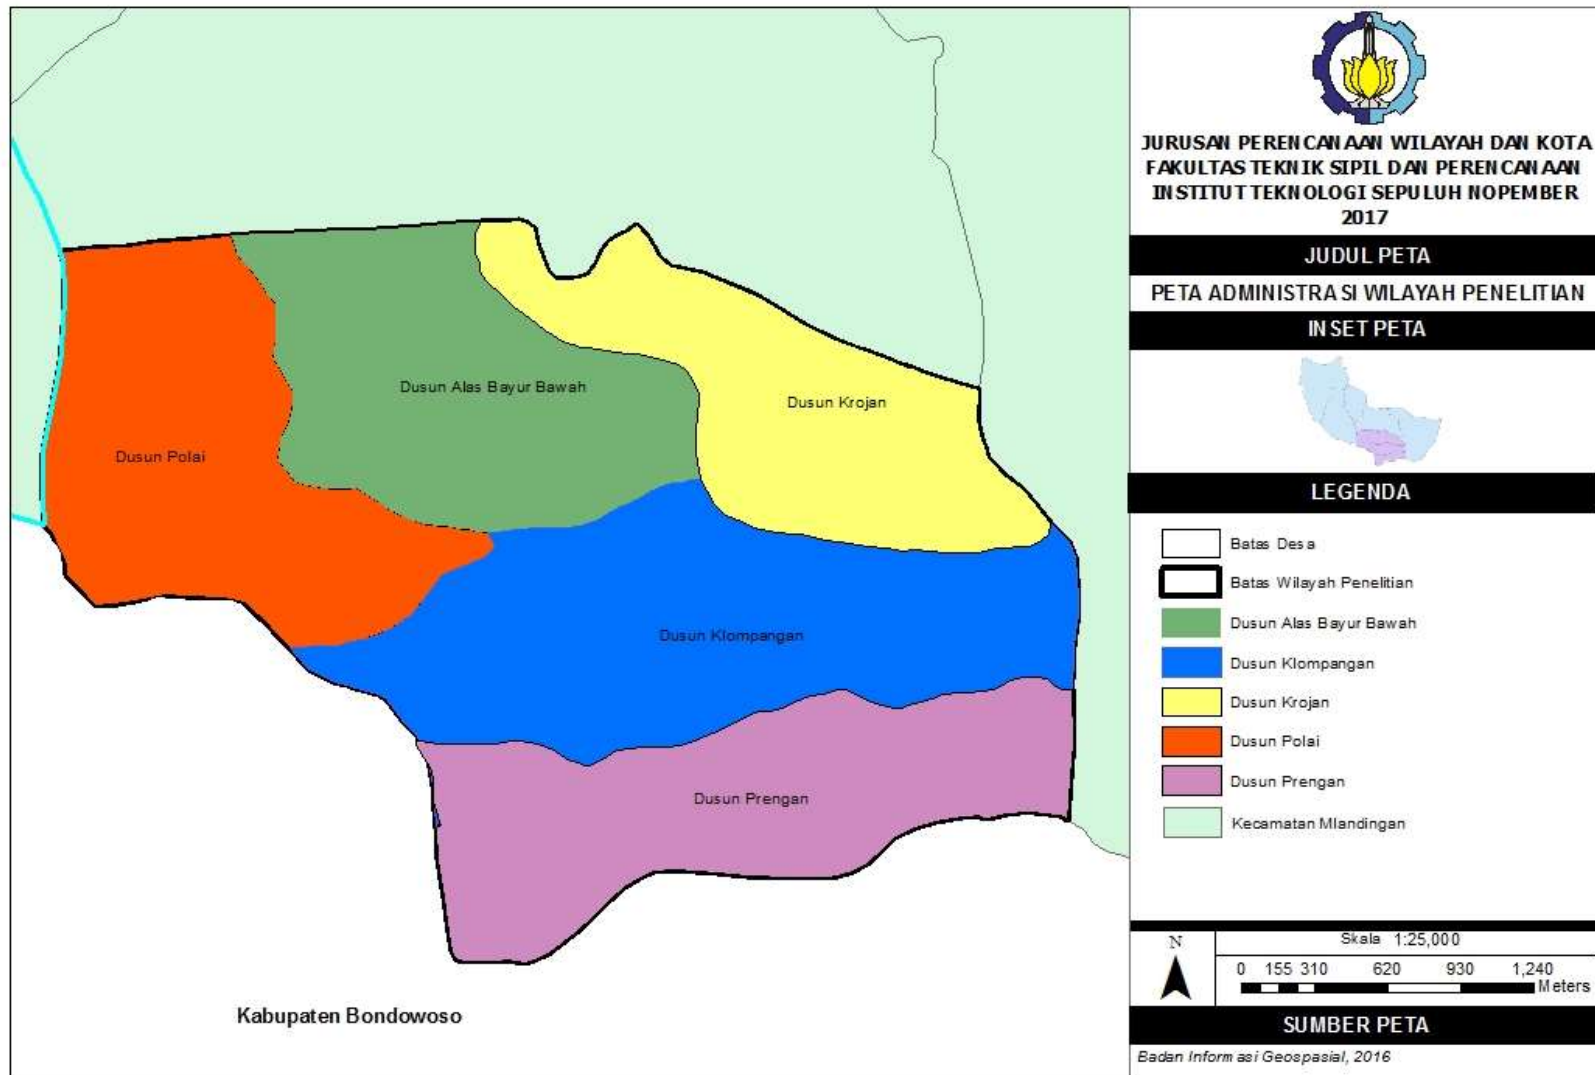 Dusun Alas Bayur Bawah
Dusun Krojan
Dusun Polai
Dusun Klompangan
Dusun Prengan
Kabupaten Bondowoso
JURUSAN PERENCANAAN WILAYAH DAN KOTA
FAKULTAS TEKNIK SIPIL DAN PERENCANAAN
INSTITUT TEKNOLOGI SEPULUH NOPEMBER
2017
JUDUL PETA
PETA ADMINISTRASI WILAYAH PENELITIAN
INSET PETA
LEGENDA
Batas Desa
Batas Wilayah Penelitian
Dusun Alas Bayur Bawah
Dusun Klompangan
Dusun Krojan
Dusun Polai
Dusun Prengan
Kecamatan Mlandingan
N
Skala 1:25,000
0 155 310 620 930 1,240
Meters
SUMBER PETA
Badan Informasi Geospasial, 2016